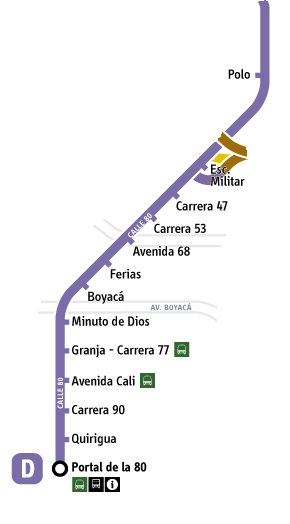 Polo
Esc.
Militar
Carrera 47
Carrera 53
CALLE 80
Avenida 68
Ferias
Boyacá
AV. BOYACÁ
Minuto de Dios
Granja - Carrera 77
Avenida Cali
CALLE 80
Carrera 90
Quirigua
D
Portal de la 80
i